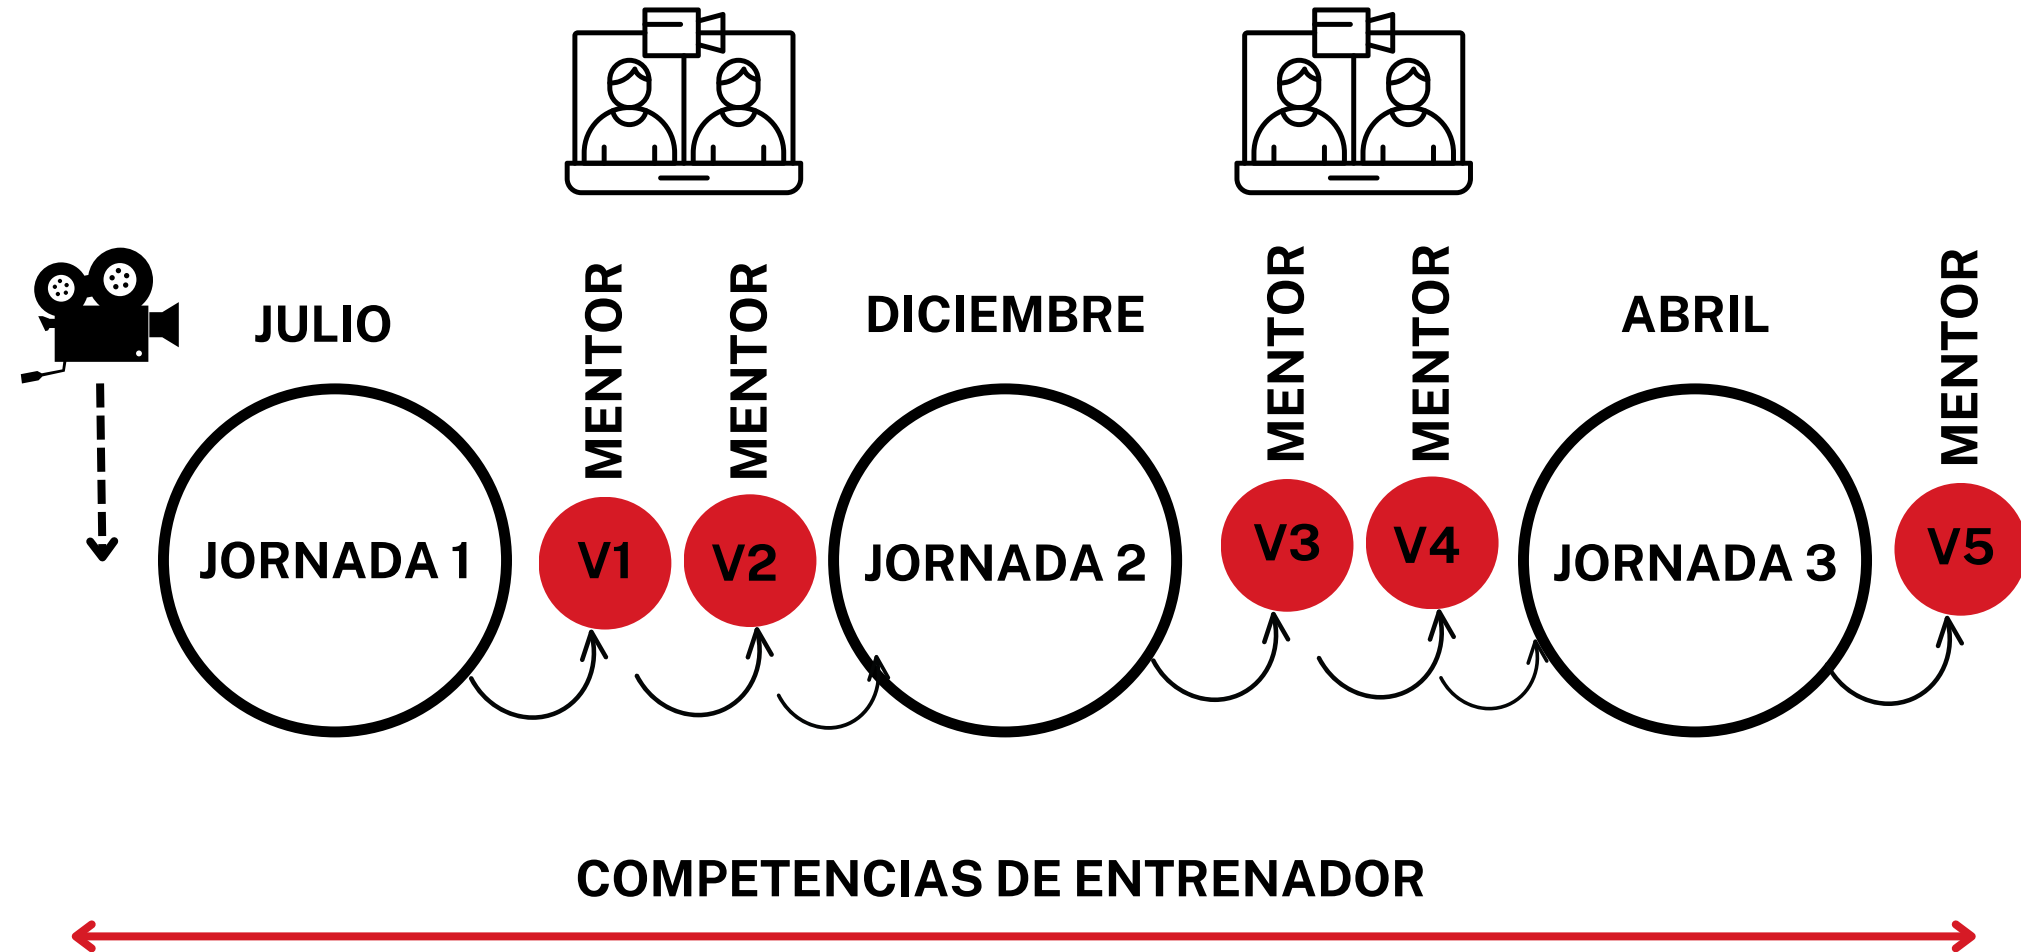 JULIO
MENTOR
MENTOR
DICIEMBRE
MENTOR
MENTOR
ABRIL
MENTOR
JORNADA 1
V1
V2
JORNADA 2
V3
V4
JORNADA 3
V5
COMPETENCIAS DE ENTRENADOR